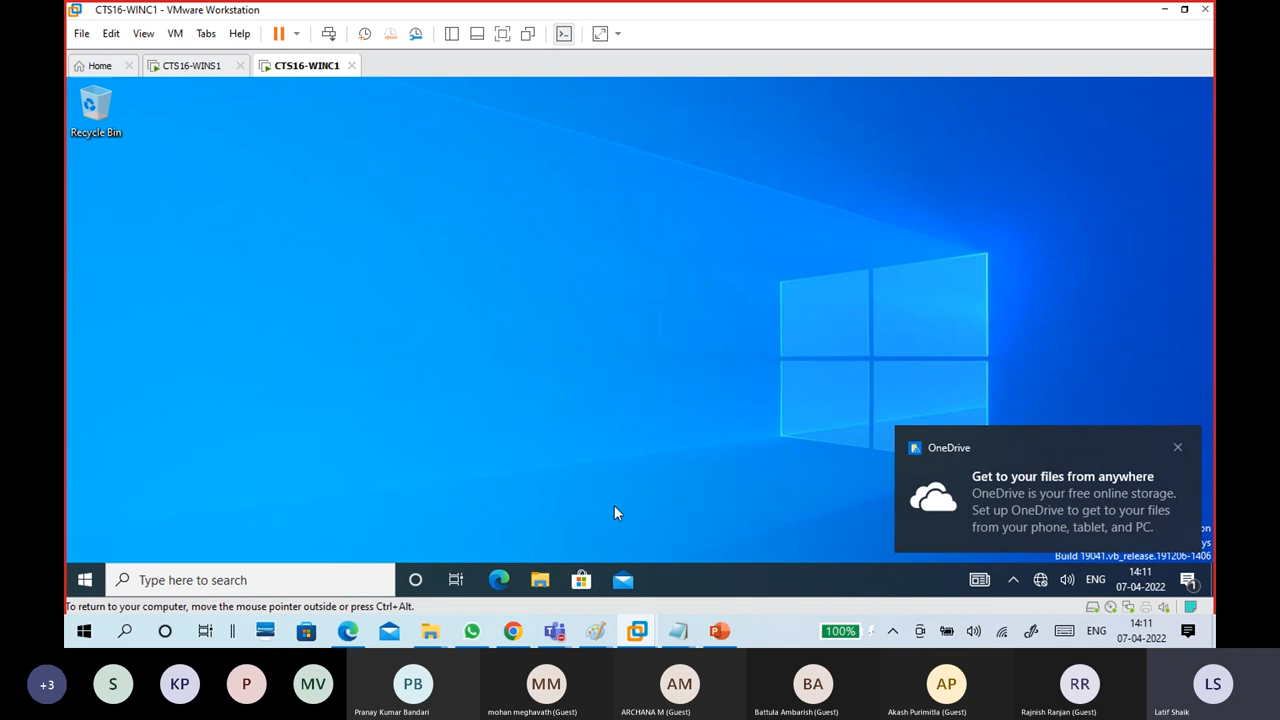 CTS16-WINC1 - VMware Workstation
File Edit View VM Tabs Help
Home CTS16-WINS1 CTS16-WINC1
Recycle Bin
OneDrive
Get to your files from anywhere
OneDrive is your free online storage.
Set up OneDrive to get to your files
from your phone, tablet, and PC.
Build 19041.vb_release.191206-1406
Type here to search
ENG
14:11
07-04-2022
1
To return to your computer, move the mouse pointer outside or press Ctrl+Alt.
100%
ENG
14:11
07-04-2022
+3 S KP P MV PB MM AM BA AP RR LS
Pranay Kumar Bandari mohan meghavath (Guest) ARCHANA M (Guest) Battula Ambarish (Guest) Akash Purimitla (Guest) Rajnish Ranjan (Guest) Latif Shaik